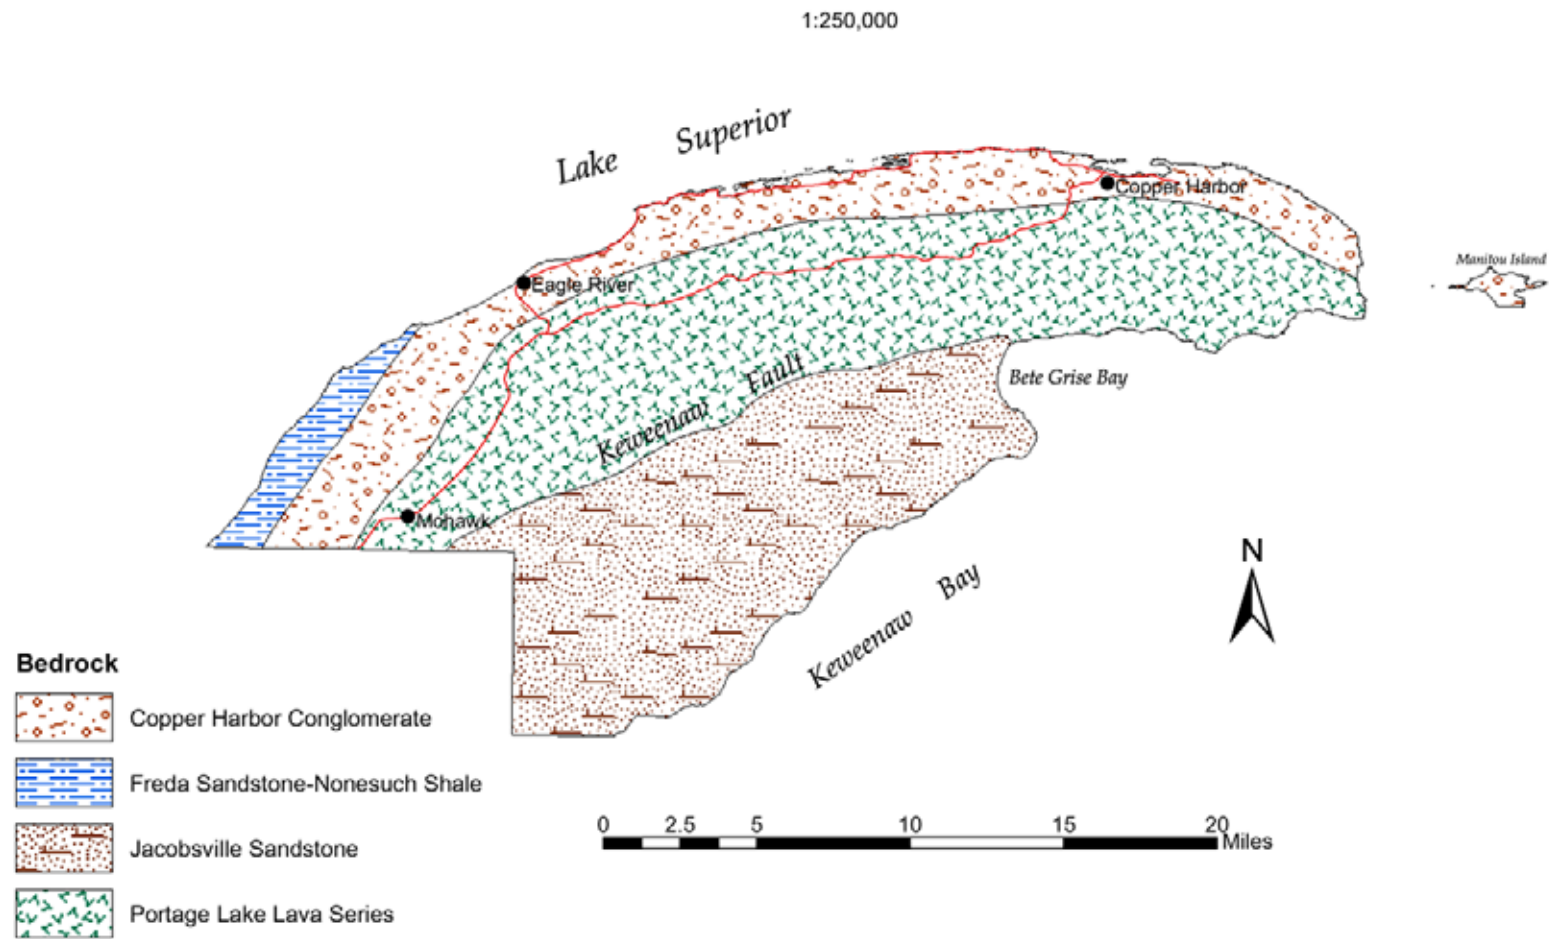 1:250,000
Lake Superior
Copper Harbor
Manitou Island
Eagle River
Keweenaw Fault
Bete Grise Bay
Mohawk
N
Keweenaw Bay
Bedrock
Copper Harbor Conglomerate
Freda Sandstone-Nonesuch Shale
Jacobsville Sandstone
Portage Lake Lava Series
0 2.5 5 10 15 20
Miles